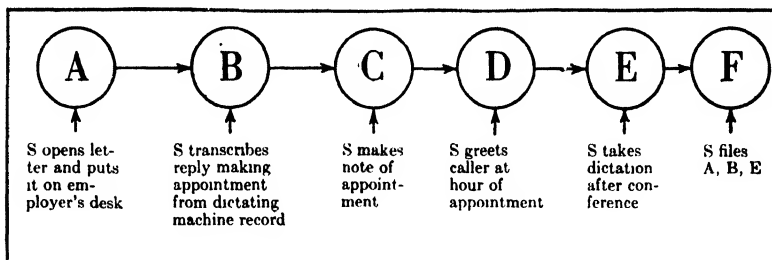 A B C D E F
S opens let-
ter and puts
it on em-
ployer's desk
S transcribes
reply making
appointment
from dictating
machine record
S makes
note of
appoint-
ment
S greets
caller at
hour of
appointment
S takes
dictation
after con-
ference
S files
A, B, E